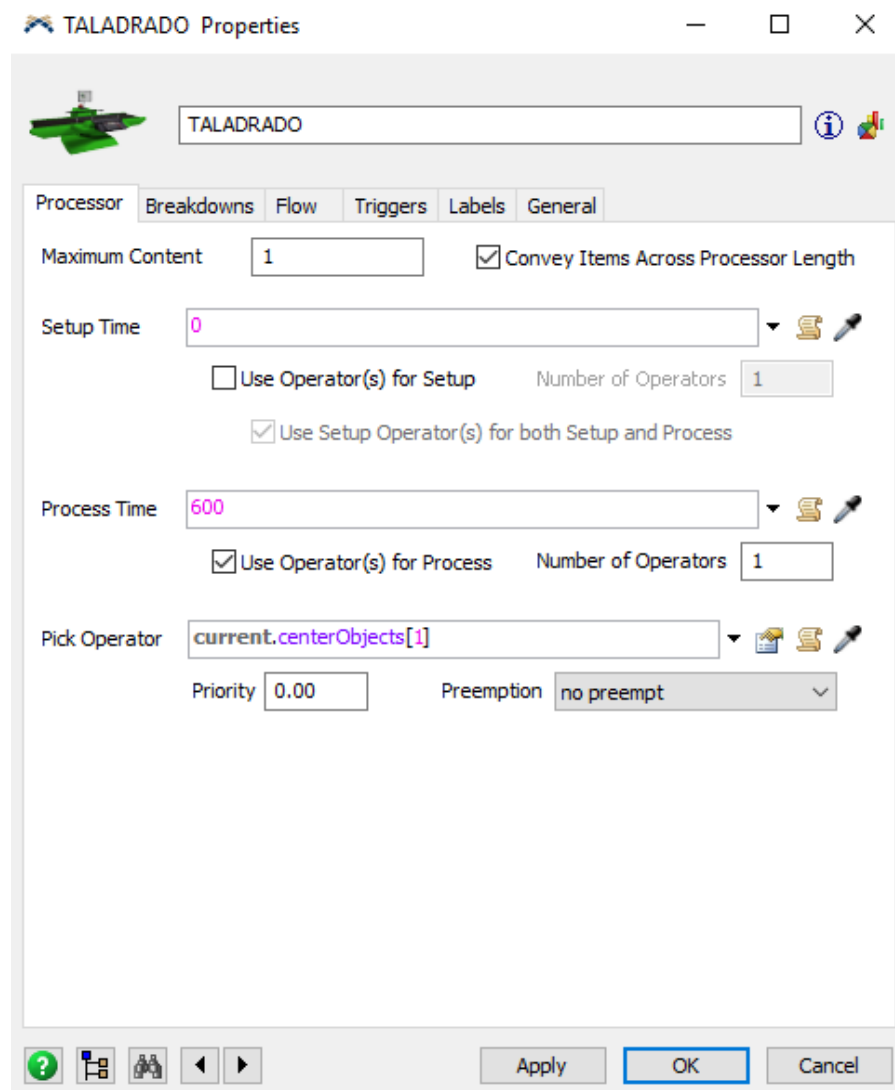 TALADRADO Properties
TALADRADO
Processor Breakdowns Flow Triggers Labels General
Maximum Content 1 Convey Items Across Processor Length
Setup Time 0
Use Operator(s) for Setup Number of Operators 1
Use Setup Operator(s) for both Setup and Process
Process Time 600
Use Operator(s) for Process Number of Operators 1
Pick Operator current.centerObjects[1]
Priority 0.00 Preemption no preempt
Apply OK Cancel